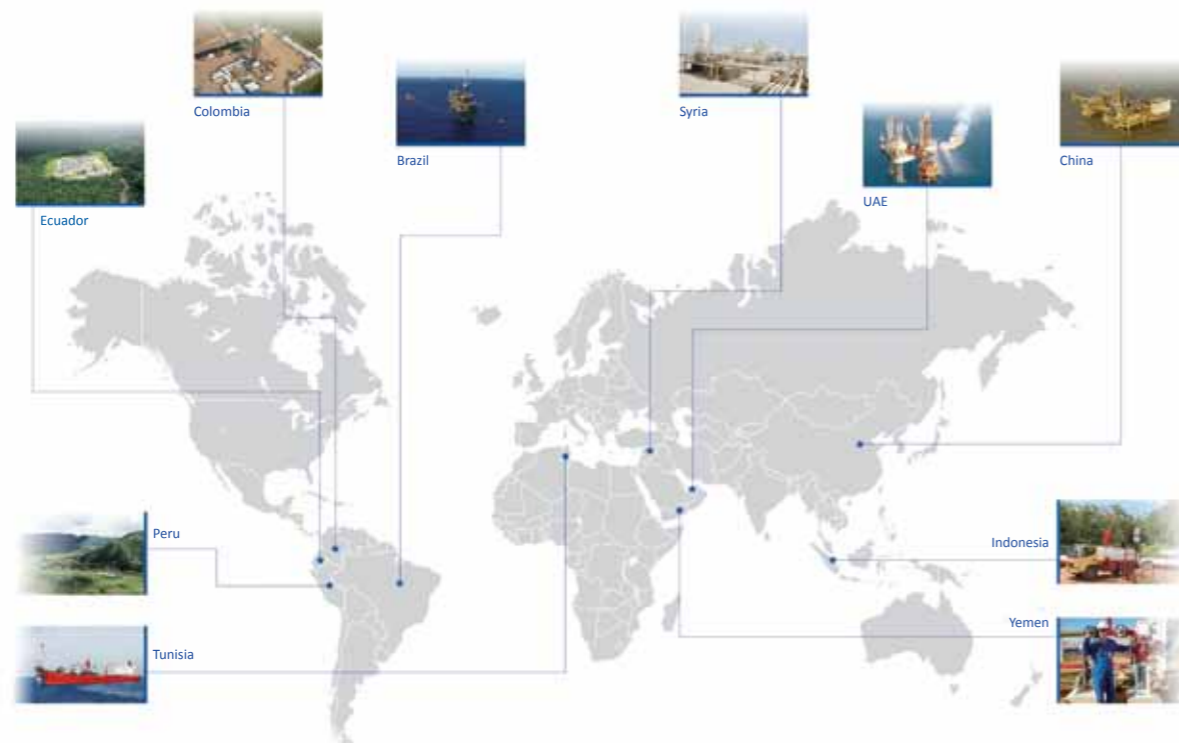 Colombia
Syria
Brazil
China
UAE
Ecuador
Peru
Indonesia
Yemen
Tunisia